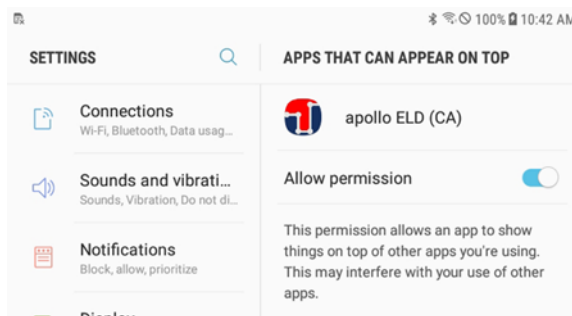 100% 10:42 AM
SETTINGS
Connections
Wi-Fi, Bluetooth, Data usag...
Sounds and vibrati...
Sounds, Vibration, Do not di...
Notifications
Block, allow, prioritize
Display
APPS THAT CAN APPEAR ON TOP
apollo ELD (CA)
Allow permission
This permission allows an app to show
things on top of other apps you're using.
This may interfere with your use of other
apps.